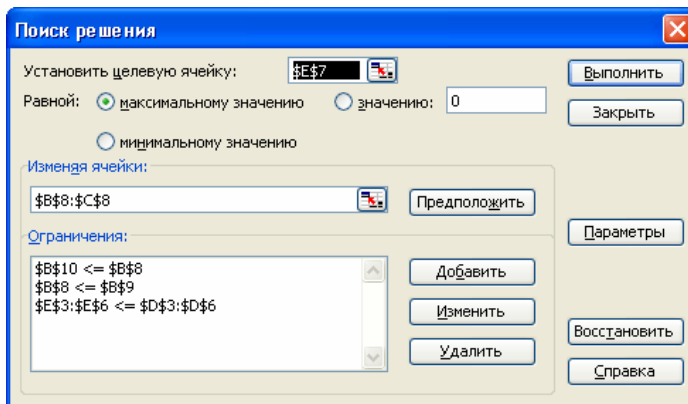 Поиск решения
Установить целевую ячейку: $E$7 Выполнить
Равной: максимальному значению значению: 0 Закрыть
минимальному значению
Изменяя ячейки:
$B$8:$C$8 Предположить
Параметры
Ограничения:
$B$10 <= $B$8 Добавить
$B$8 <= $B$9
$E$3:$E$6 <= $D$3:$D$6 Изменить
Восстановить
Удалить
Справка